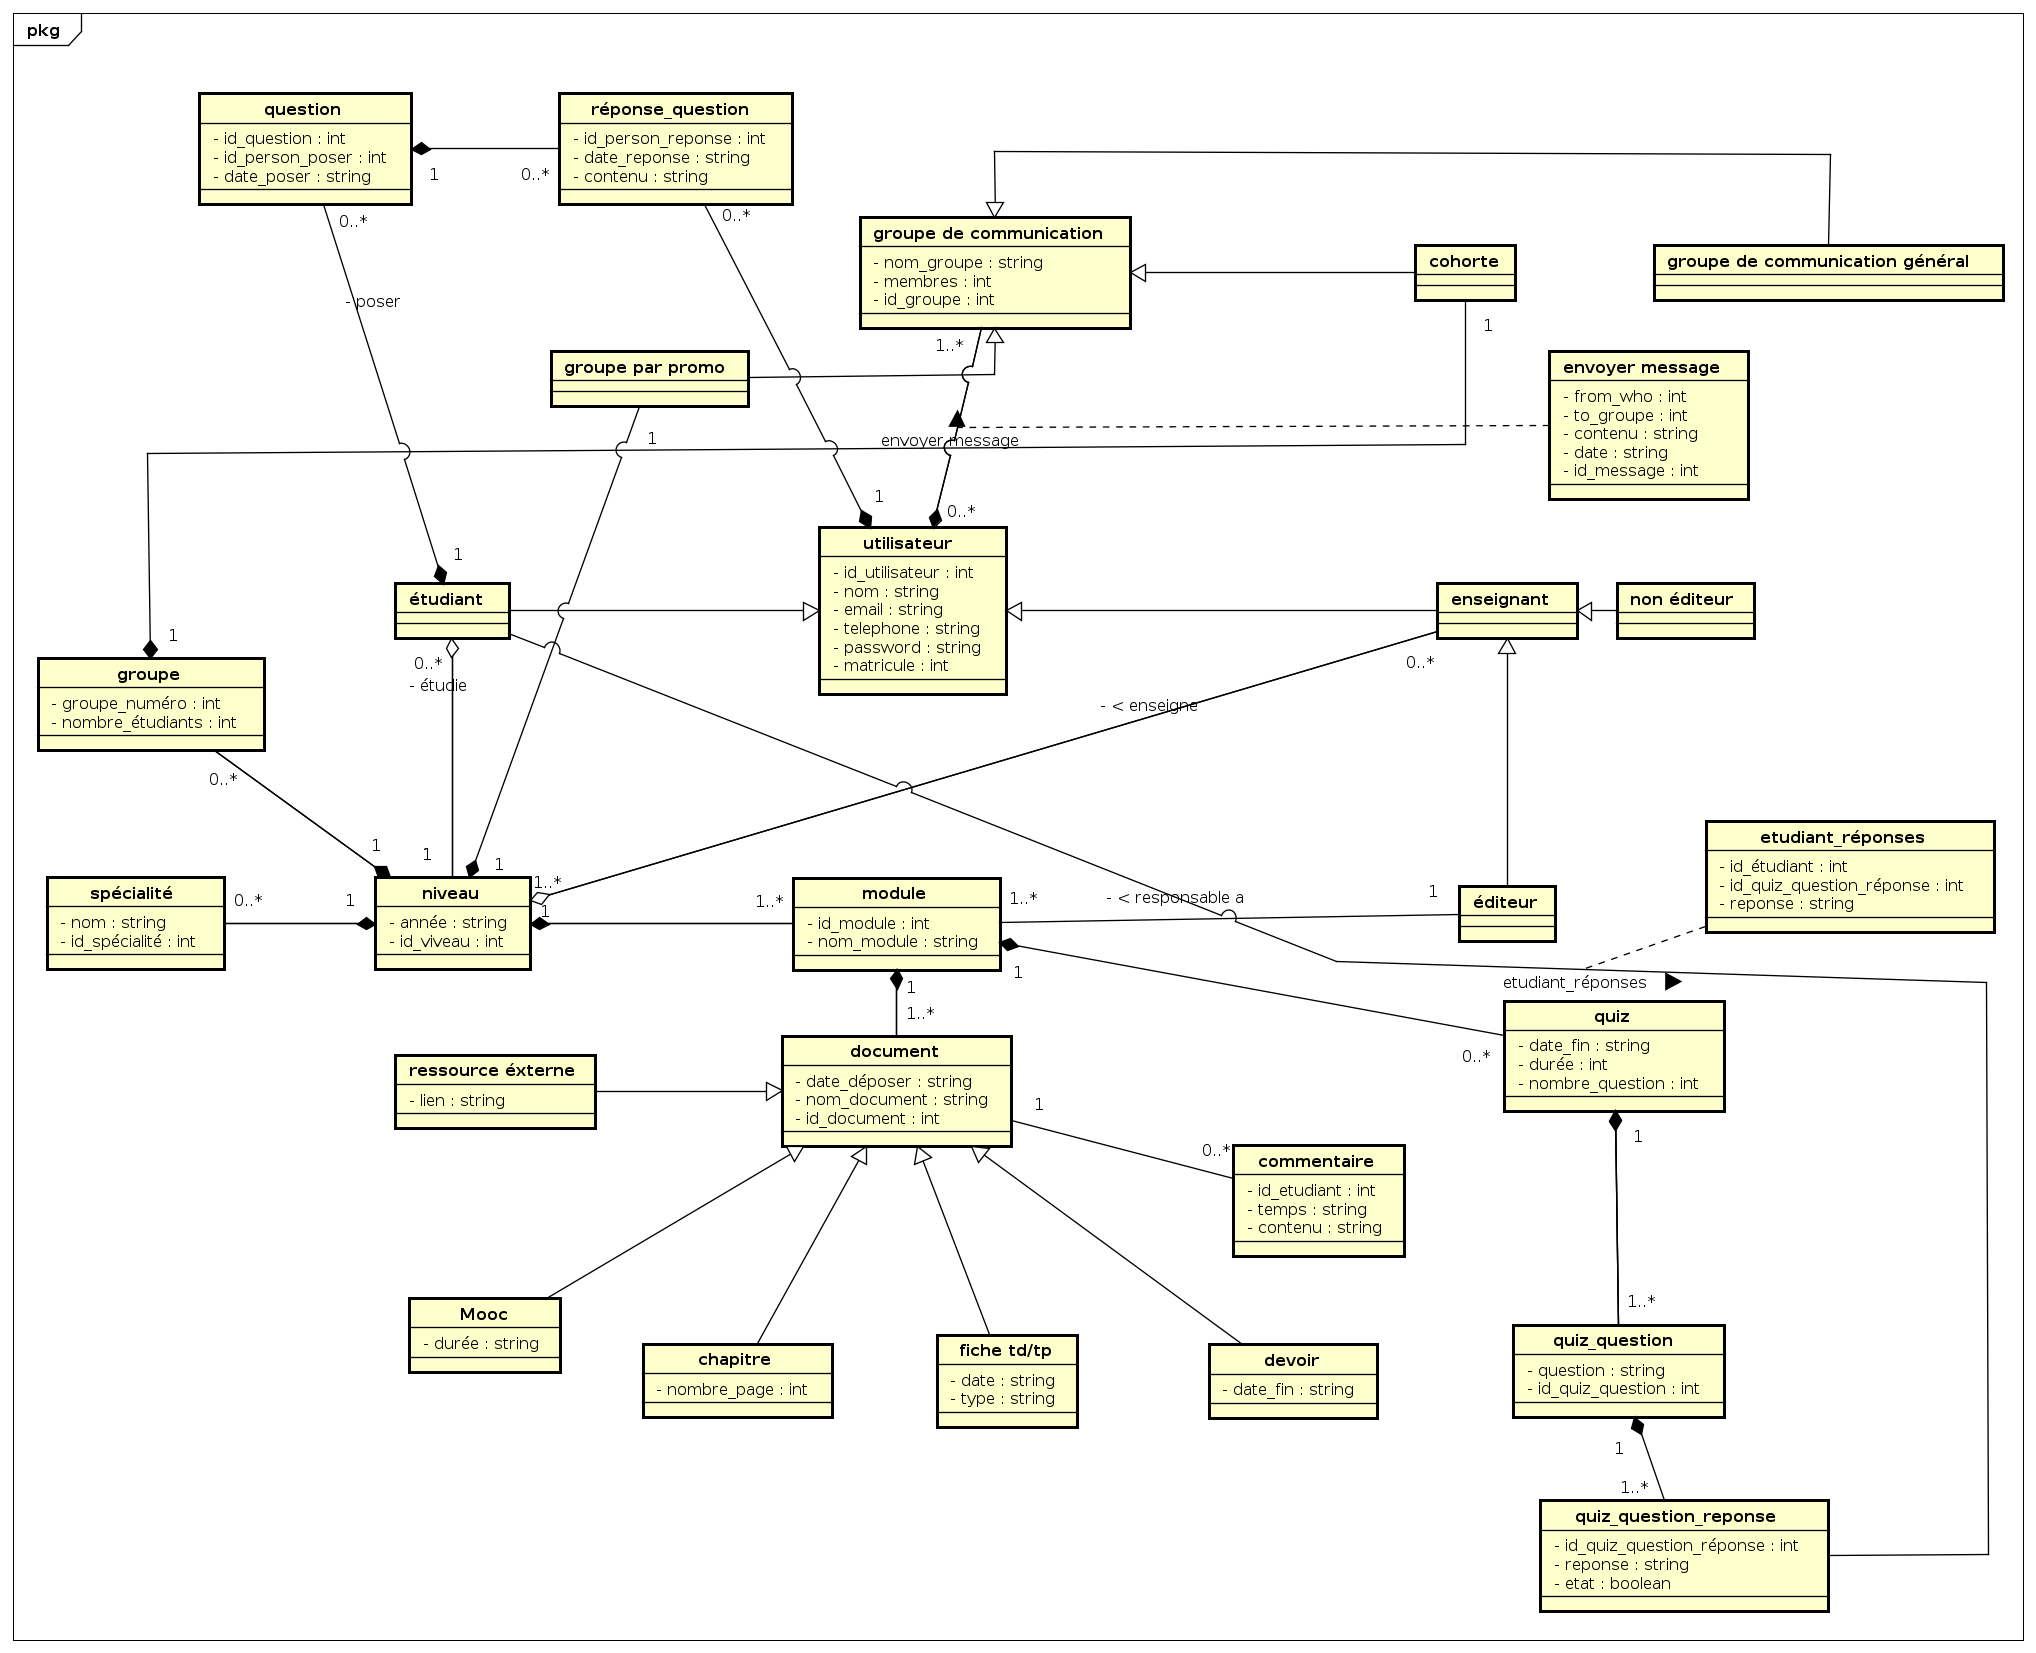 pkg
question
- id_question : int
- id_person_poser : int
- date_poser : string
1
0..*
réponse_question
- id_person_reponse : int
- date_reponse : string
- contenu : string
0..*
0..*
- poser
groupe de communication
- nom_groupe : string
- membres : int
- id_groupe : int
1..*
cohorte
1
groupe de communication général
groupe par promo
1
envoyer message
- from_who : int
- to_groupe : int
- contenu : string
- date : string
- id_message : int
envoyer message
1
0..*
1
utilisateur
- id_utilisateur : int
- nom : string
- email : string
- telephone : string
- password : string
- matricule : int
étudiant
0..*
- étudie
enseignant
0..*
non éditeur
1
groupe
- groupe_numéro : int
- nombre_étudiants : int
0..*
- < enseigne
1
1
1
1..*
spécialité
- nom : string
- id_spécialité : int
0..*
1
niveau
- année : string
- id_viveau : int
1
1..*
module
- id_module : int
- nom_module : string
1..*
- < responsable a
1
éditeur
etudiant_réponses
- id_étudiant : int
- id_quiz_question_réponse : int
- reponse : string
etudiant_réponses
1
1
1..*
0..*
quiz
- date_fin : string
- durée : int
- nombre_question : int
1
document
- date_déposer : string
- nom_document : string
- id_document : int
1
0..*
ressource éxterne
- lien : string
commentaire
- id_etudiant : int
- temps : string
- contenu : string
Mooc
- durée : string
chapitre
- nombre_page : int
fiche td/tp
- date : string
- type : string
devoir
- date_fin : string
1..*
quiz_question
- question : string
- id_quiz_question : int
1
1..*
quiz_question_reponse
- id_quiz_question_réponse : int
- reponse : string
- etat : boolean